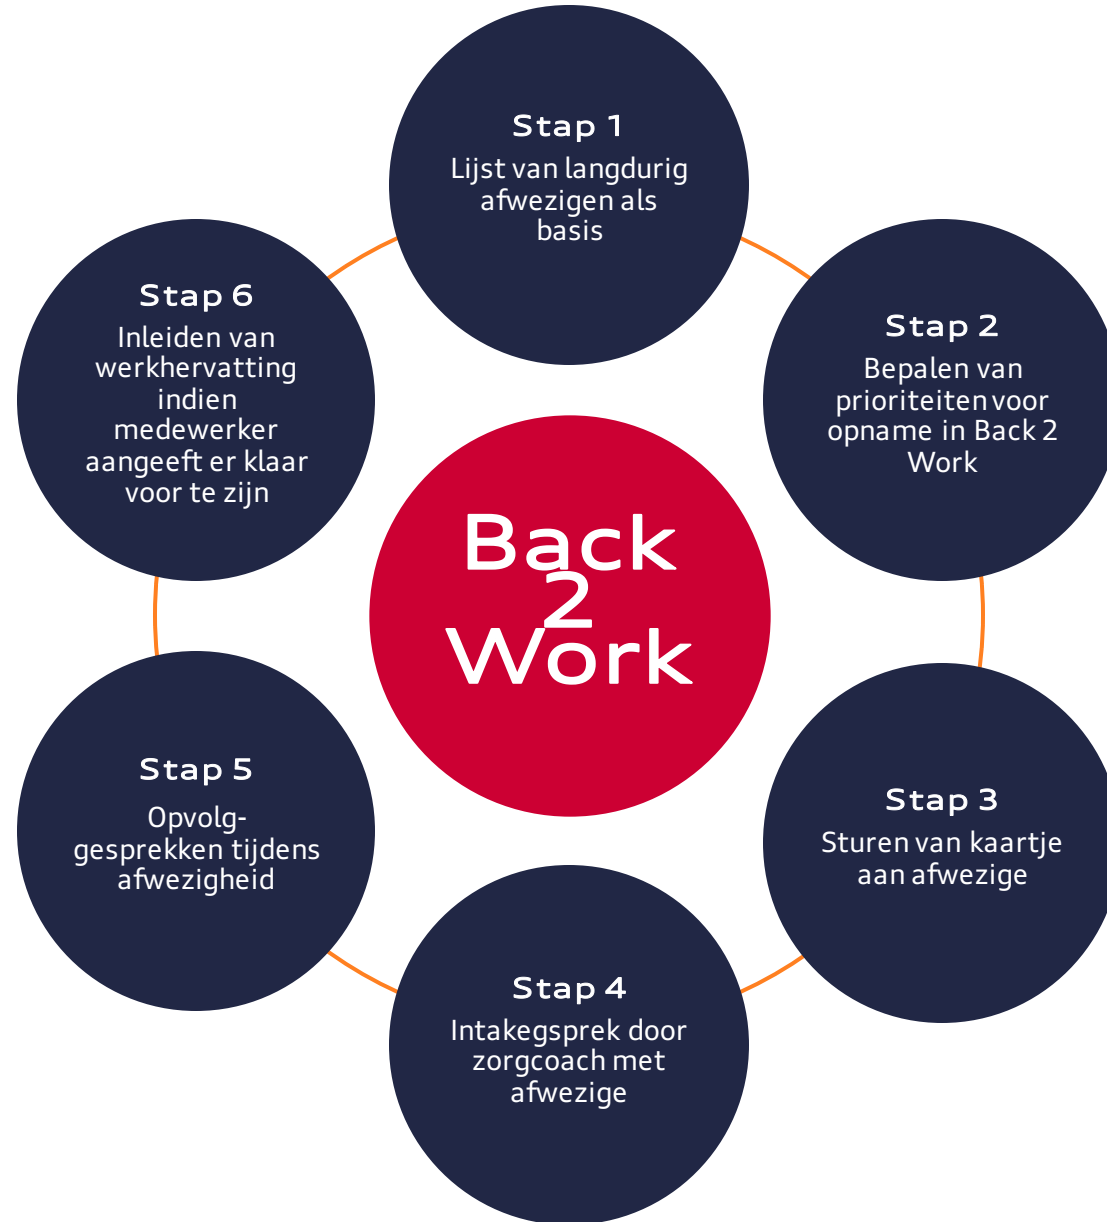 Stap 1
Lijst van langdurig
afwezigen als
basis
Stap 2
Bepalen van
prioriteiten voor
opname in Back 2
Work
Stap 3
Sturen van kaartje
aan afwezige
Stap 4
Intakegsprek door
zorgcoach met
afwezige
Stap 5
Opvolg-
gesprekken tijdens
afwezigheid
Stap 6
Inleiden van
werkhervatting
indien
medewerker
aangeeft er klaar
voor te zijn
Back
2
Work